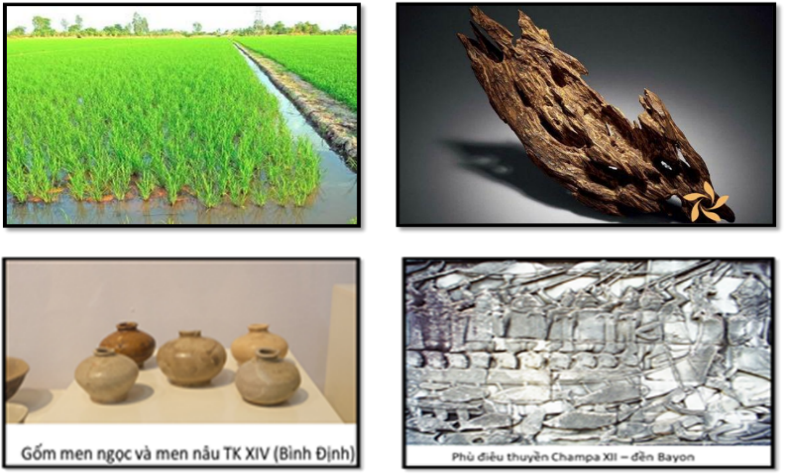 Gốm men ngọc và men nâu TK XIV (Bình Định)
Phù điêu thuyền Champa XII – đền Bayon